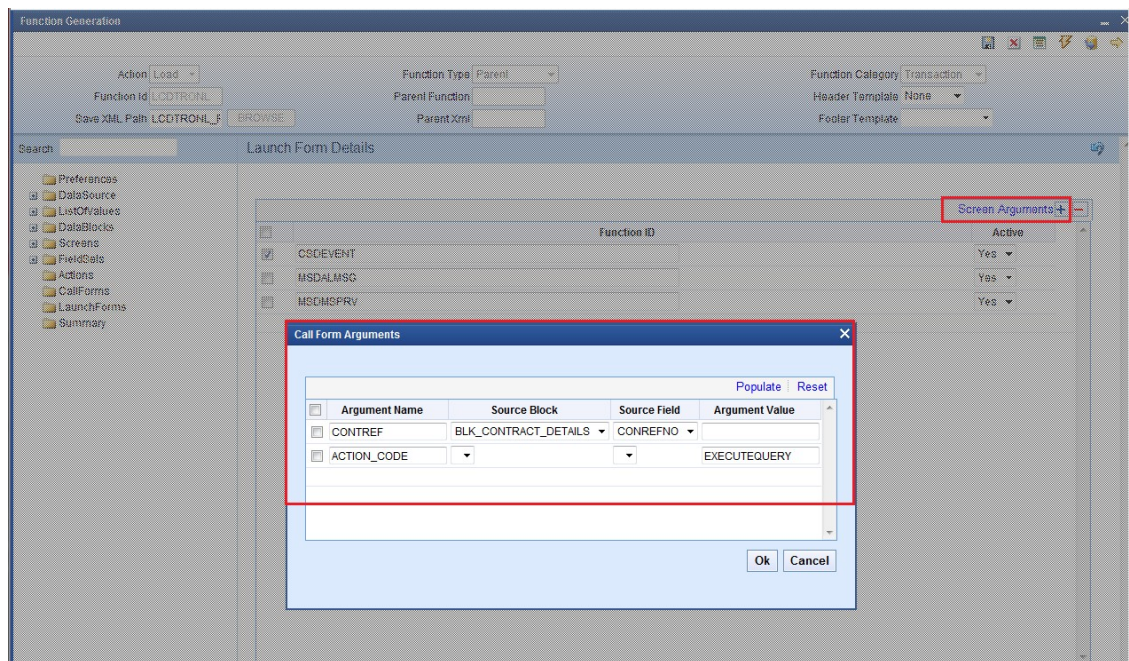 Function Generation
Action Load Function Type Parent Function Category Transaction
Function Id LCDTRONL Parent Function Header Template None
Save XML Path LCDTRONL_F BROWSE Parent Xml Footer Template
Search Launch Form Details
Preferences
DataSource
ListOfValues
DataBlocks
Screens
FieldSets
Actions
CallForms
LaunchForms
Summary
Screen Arguments
Function ID Active
CSDEVENT Yes
MSDALMSG Yes
MSDMSPRV Yes
Call Form Arguments
Populate Reset
Argument Name Source Block Source Field Argument Value
CONTREF BLK_CONTRACT_DETAILS CONREFNO
ACTION_CODE EXECUTEQUERY
Ok Cancel